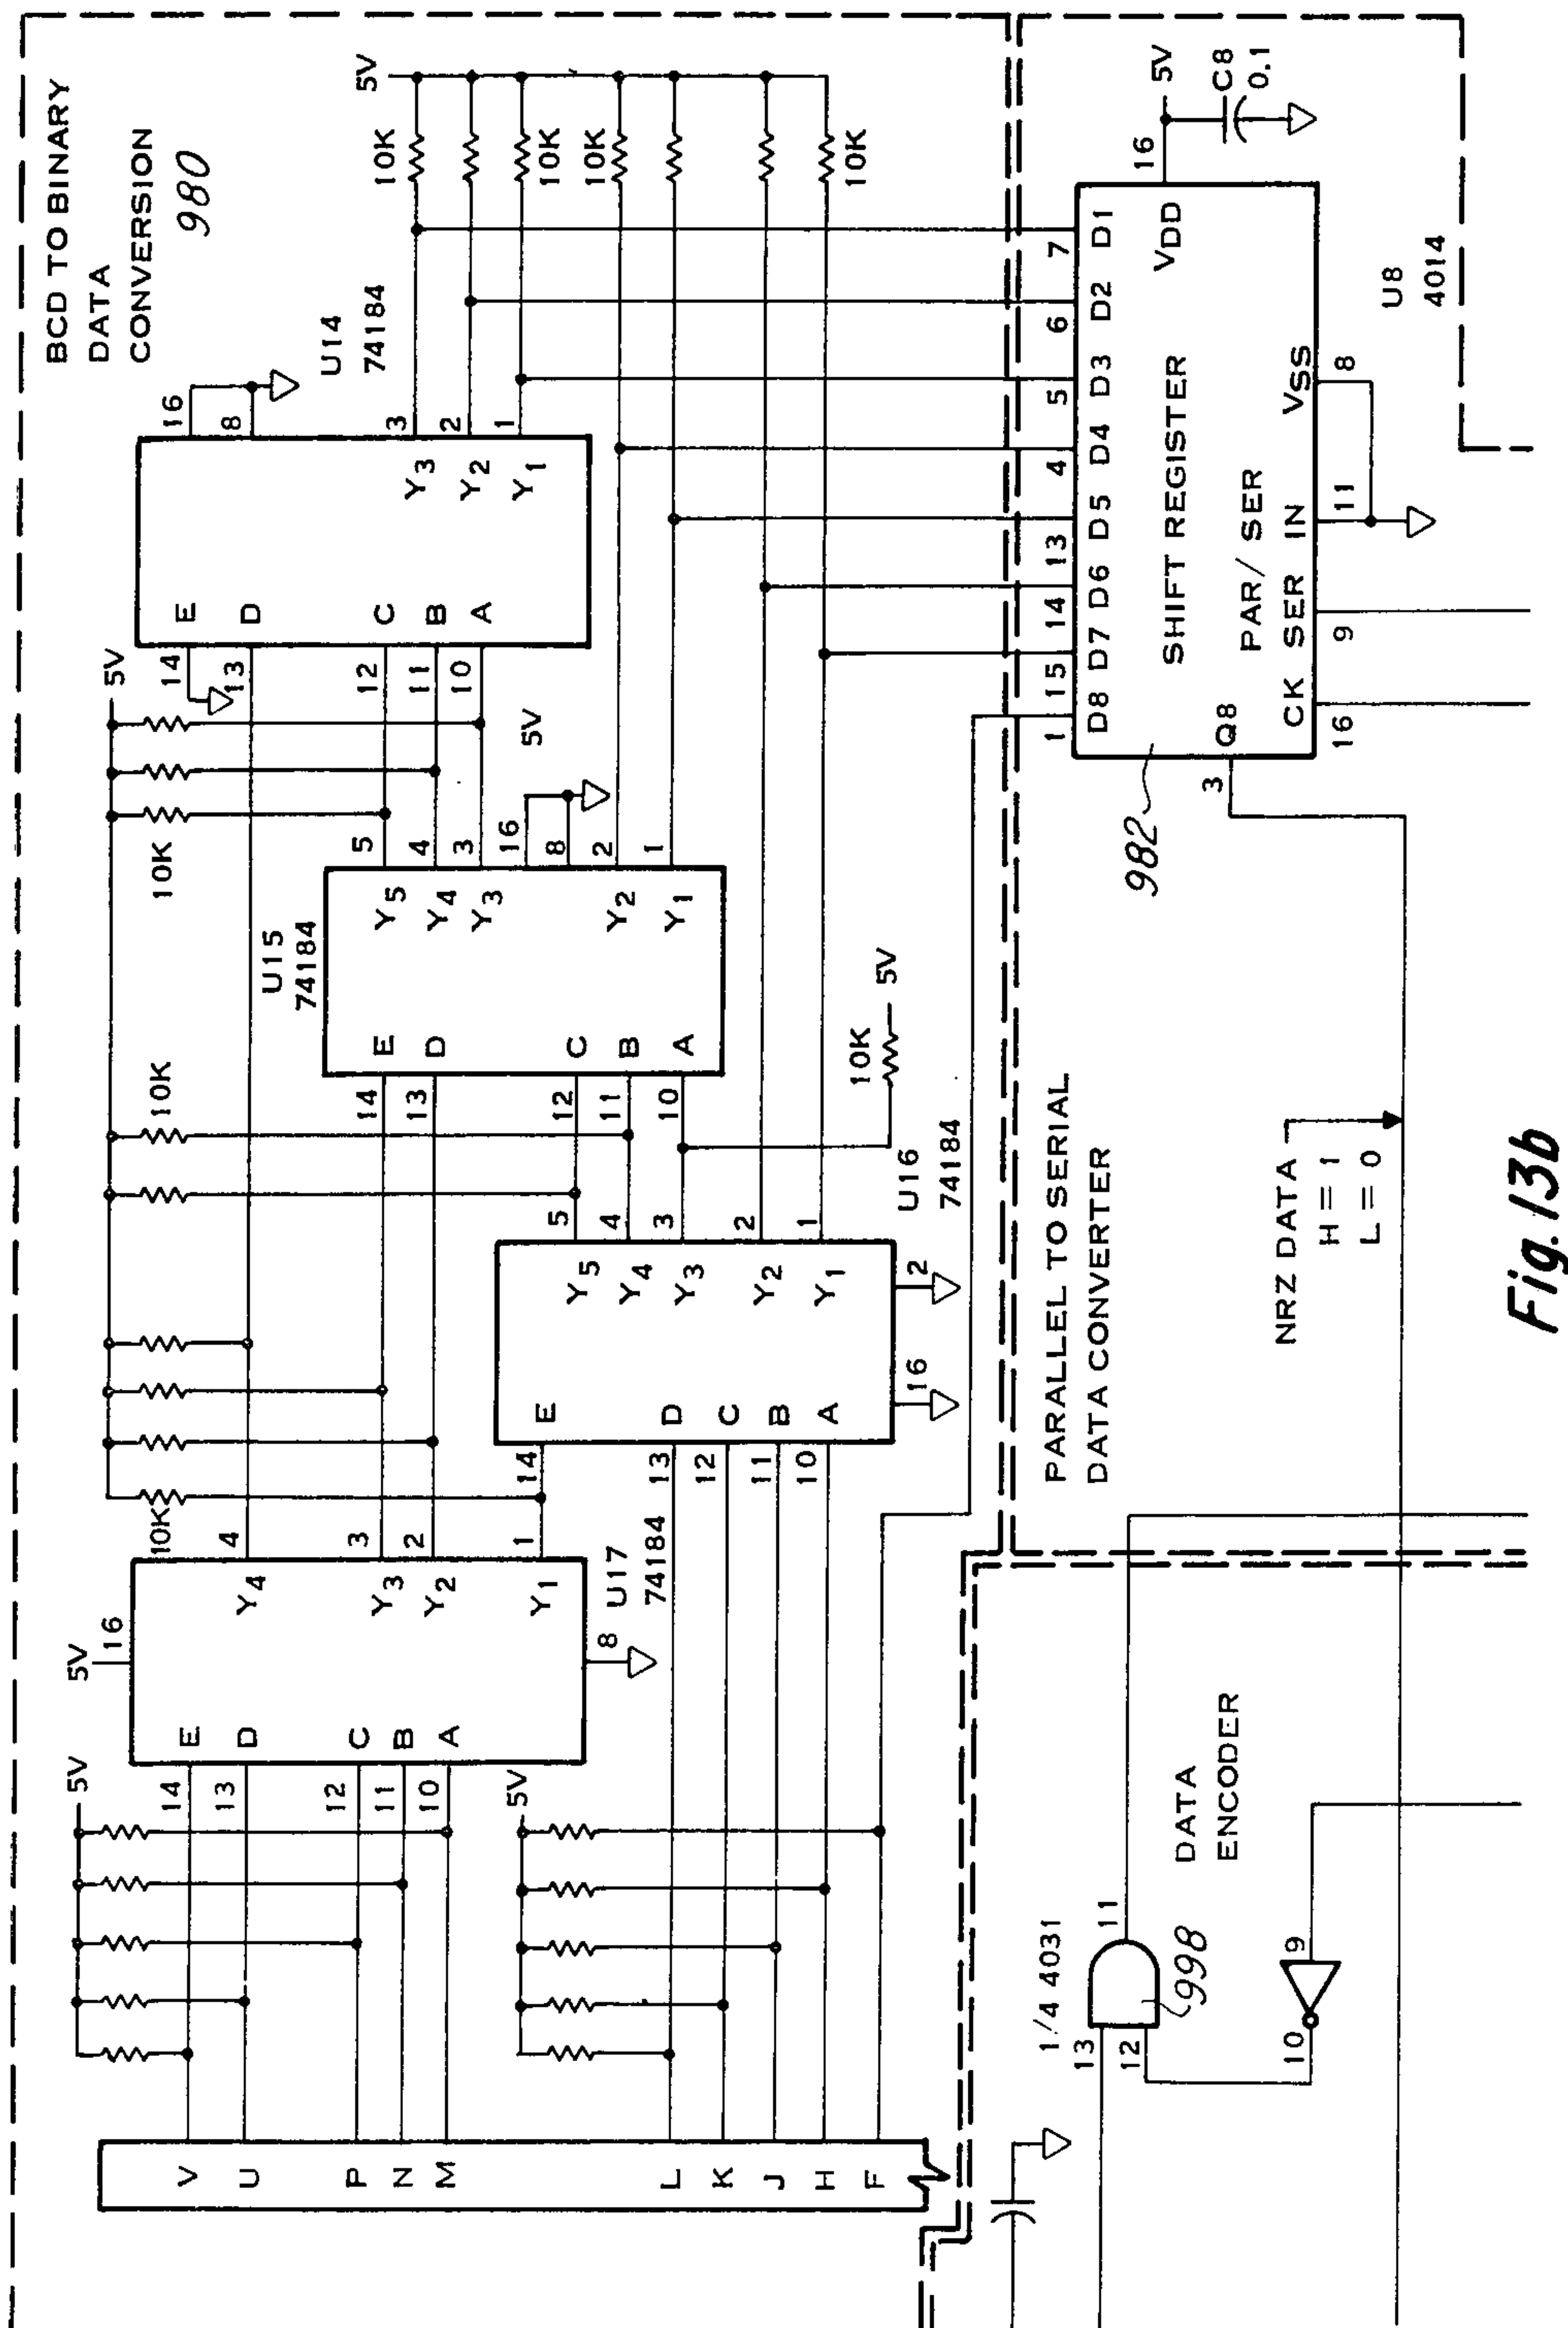 BCD TO BINARY
DATA
CONVERSION
980
5V
10K
10K
10K
10K
U14
74184
16
8
3
2
1
Y3
Y2
Y1
E
D
C
B
A
14
13
12
11
10
5V
10K
5V
5
4
3
16
8
2
1
U15
74184
Y5
Y4
Y3
Y2
Y1
E
D
C
B
A
14
13
12
11
10
10K
10K
5V
5
4
3
2
1
U16
74184
Y5
Y4
Y3
Y2
Y1
E
D
C
B
A
2
16
14
13
12
11
10
10K
4
3
2
1
U17
74184
5V
16
8
Y4
Y3
Y2
Y1
E
D
C
B
A
14
13
12
11
10
5V
5V
V
U
P
N
M
L
K
J
H
F
5V
C8
0.1
16
VDD
U8
4014
7
6
5
4
13
14
15
1
D1
D2
D3
D4
D5
D6
D7
D8
SHIFT REGISTER
PAR/SER
VSS
8
CK SER IN
16
9
11
Q8
3
982
PARALLEL TO SERIAL
DATA CONVERTER
NRZ DATA
H = 1
L = 0
DATA
ENCODER
1/4 4031
13
12
11
998
9
10
Fig. 13b